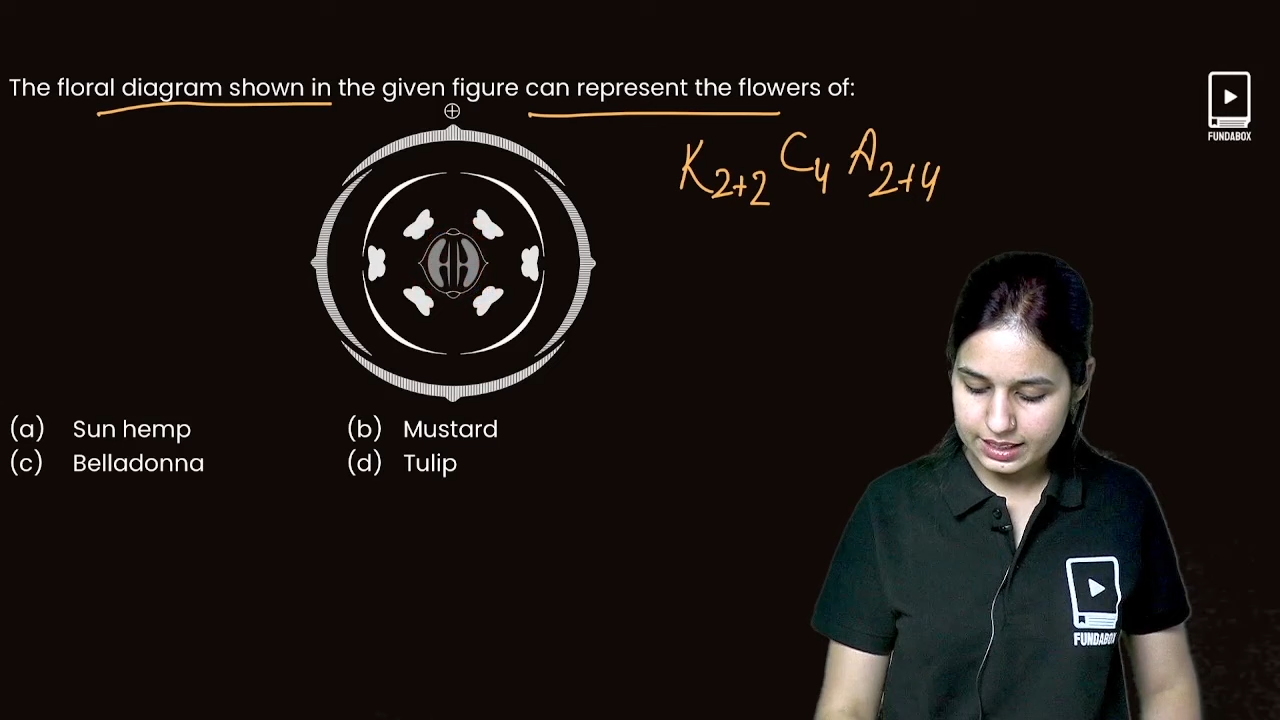 The floral diagram shown in the given figure can represent the flowers of:
FUNDABOX
K2+2 C4 A2+4
(a) Sun hemp (b) Mustard
(c) Belladonna (d) Tulip
FUNDABOX